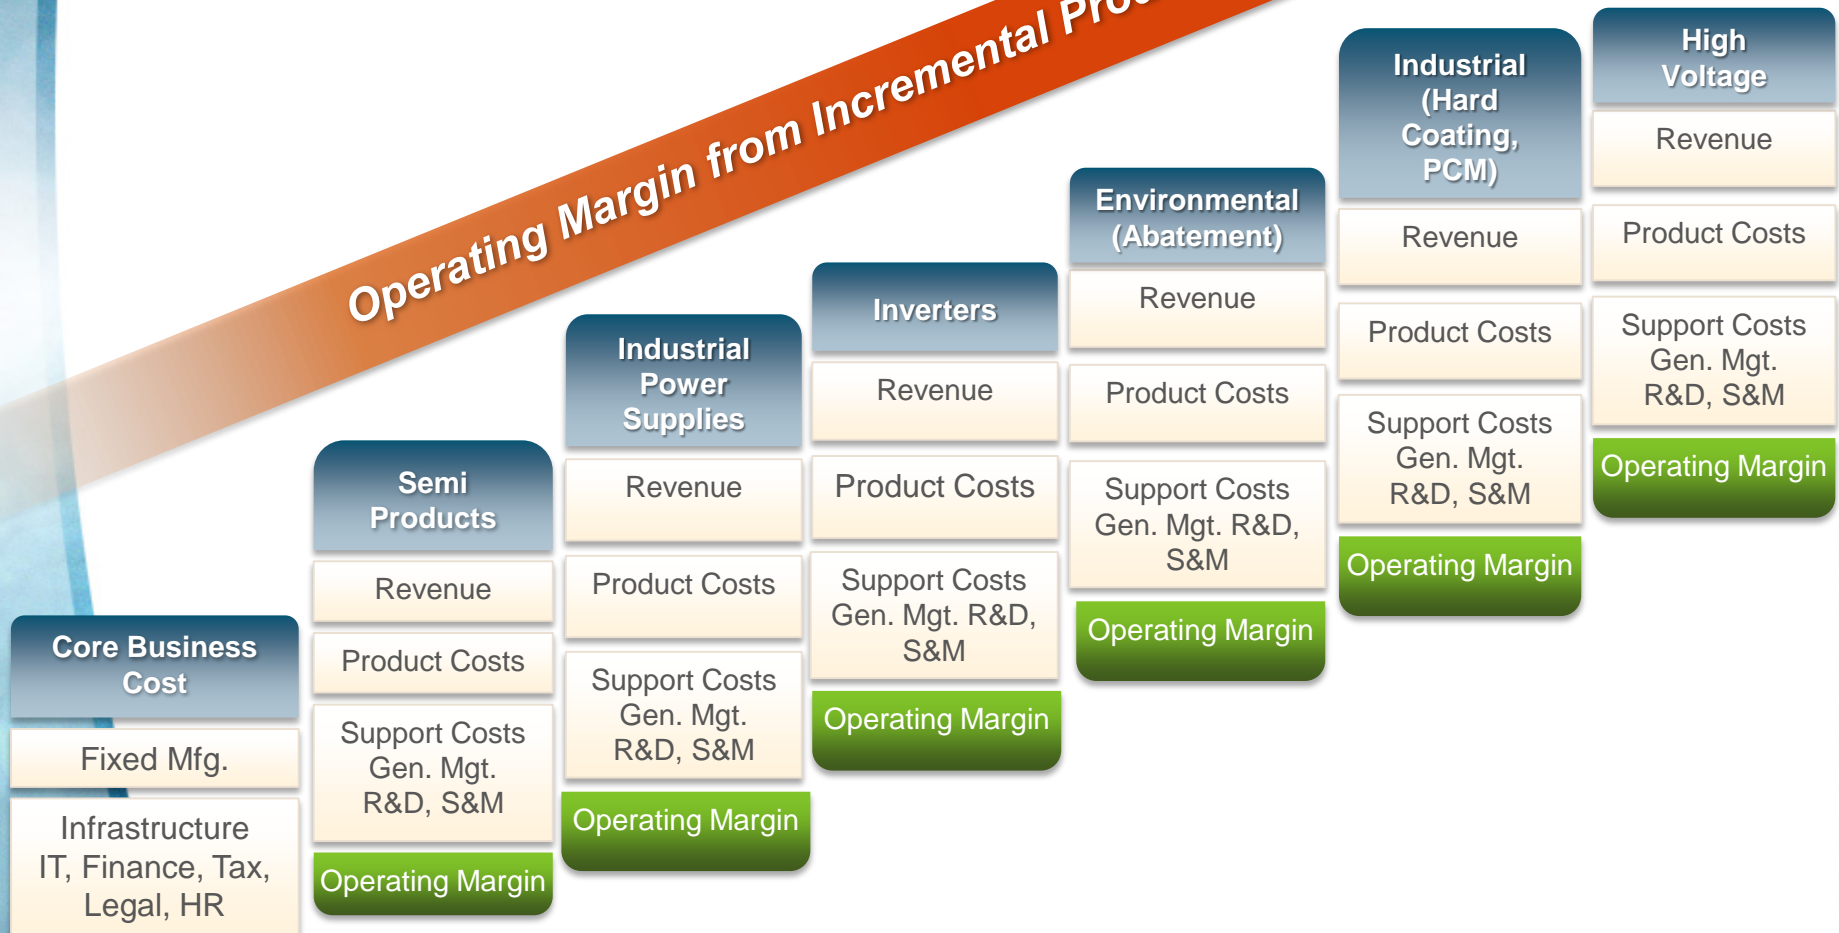 Operating Margin from Incremental
Core Business
Cost
Fixed Mfg.
Infrastructure
IT, Finance, Tax,
Legal, HR
Semi
Products
Revenue
Product Costs
Support Costs
Gen. Mgt.
R&D, S&M
Operating Margin
Industrial
Power
Supplies
Revenue
Product Costs
Support Costs
Gen. Mgt.
R&D, S&M
Operating Margin
Inverters
Revenue
Product Costs
Support Costs
Gen. Mgt. R&D,
S&M
Operating Margin
Environmental
(Abatement)
Revenue
Product Costs
Support Costs
Gen. Mgt. R&D,
S&M
Operating Margin
Industrial
(Hard
Coating,
PCM)
Revenue
Product Costs
Support Costs
Gen. Mgt.
R&D, S&M
Operating Margin
High
Voltage
Revenue
Product Costs
Support Costs
Gen. Mgt.
R&D, S&M
Operating Margin